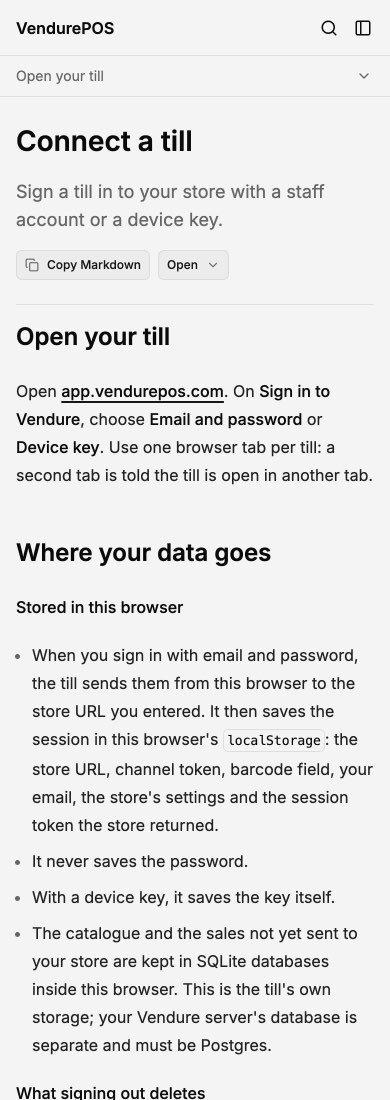 VendurePOS
Open your till
Connect a till
Sign a till in to your store with a staff
account or a device key.
Copy Markdown
Open
Open your till
Open app.vendurepos.com. On Sign in to
Vendure, choose Email and password or
Device key. Use one browser tab per till: a
second tab is told the till is open in another tab.
Where your data goes
Stored in this browser
• When you sign in with email and password,
the till sends them from this browser to the
store URL you entered. It then saves the
session in this browser's localStorage: the
store URL, channel token, barcode field, your
email, the store's settings and the session
token the store returned.
• It never saves the password.
• With a device key, it saves the key itself.
• The catalogue and the sales not yet sent to
your store are kept in SQLite databases
inside this browser. This is the till's own
storage; your Vendure server's database is
separate and must be Postgres.
What signing out deletes